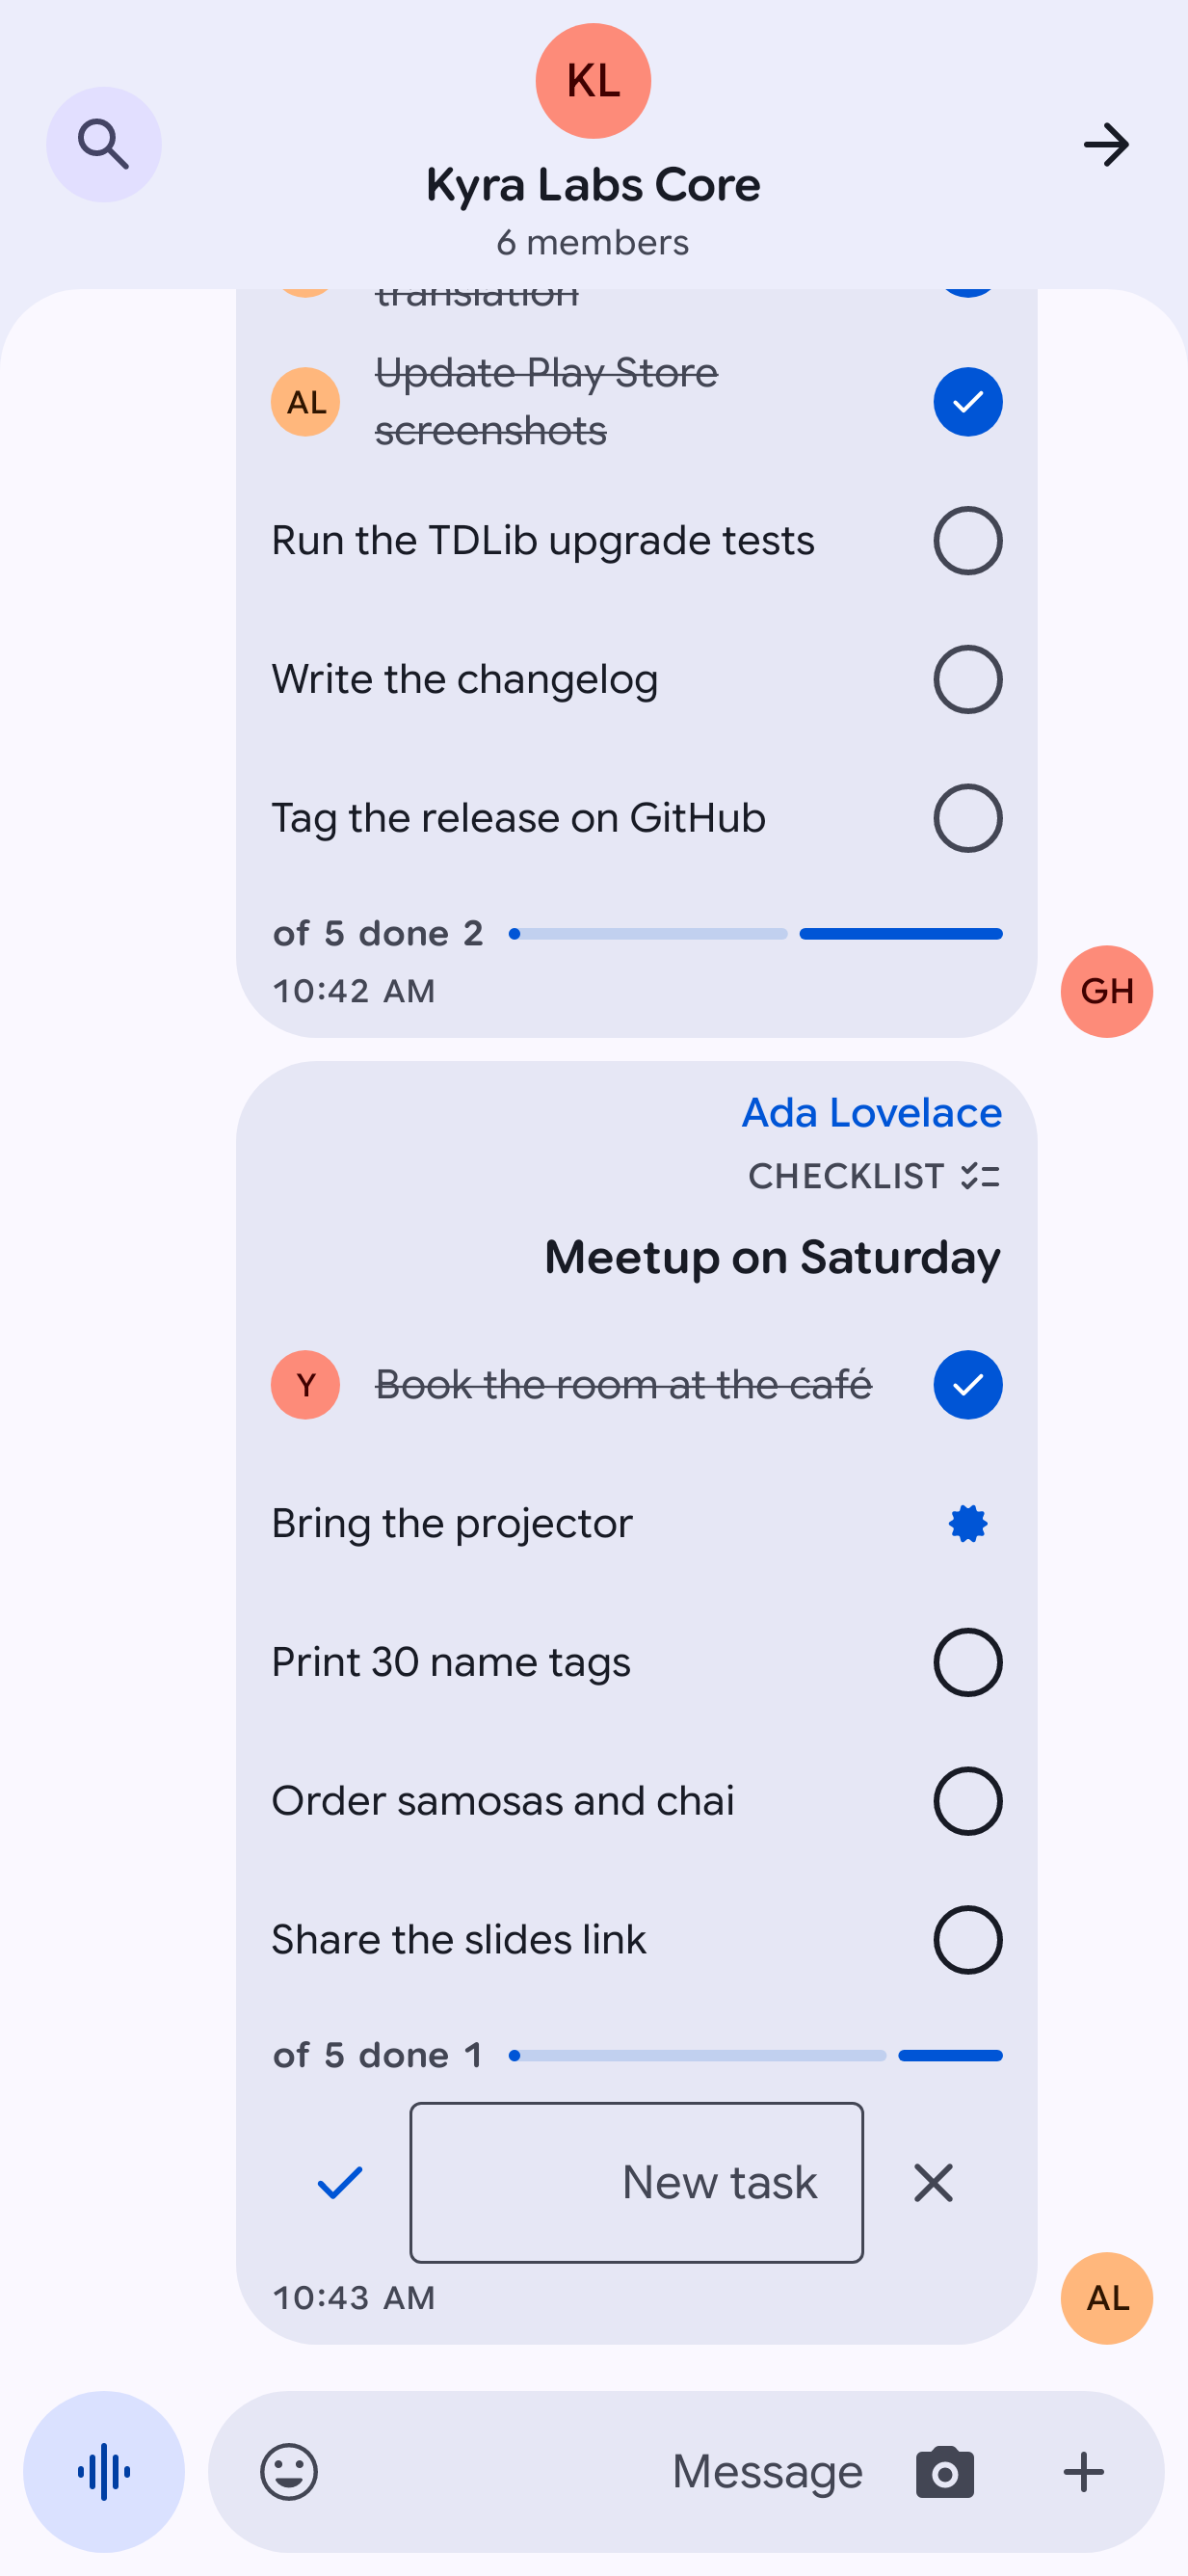 KL
Kyra Labs Core
6 members
translation
AL
Update Play Store
screenshots
Run the TDLib upgrade tests
Write the changelog
Tag the release on GitHub
of 5 done 2
10:42 AM
GH
Ada Lovelace
CHECKLIST
Meetup on Saturday
Y
Book the room at the café
Bring the projector
Print 30 name tags
Order samosas and chai
Share the slides link
of 5 done 1
New task
10:43 AM
AL
Message